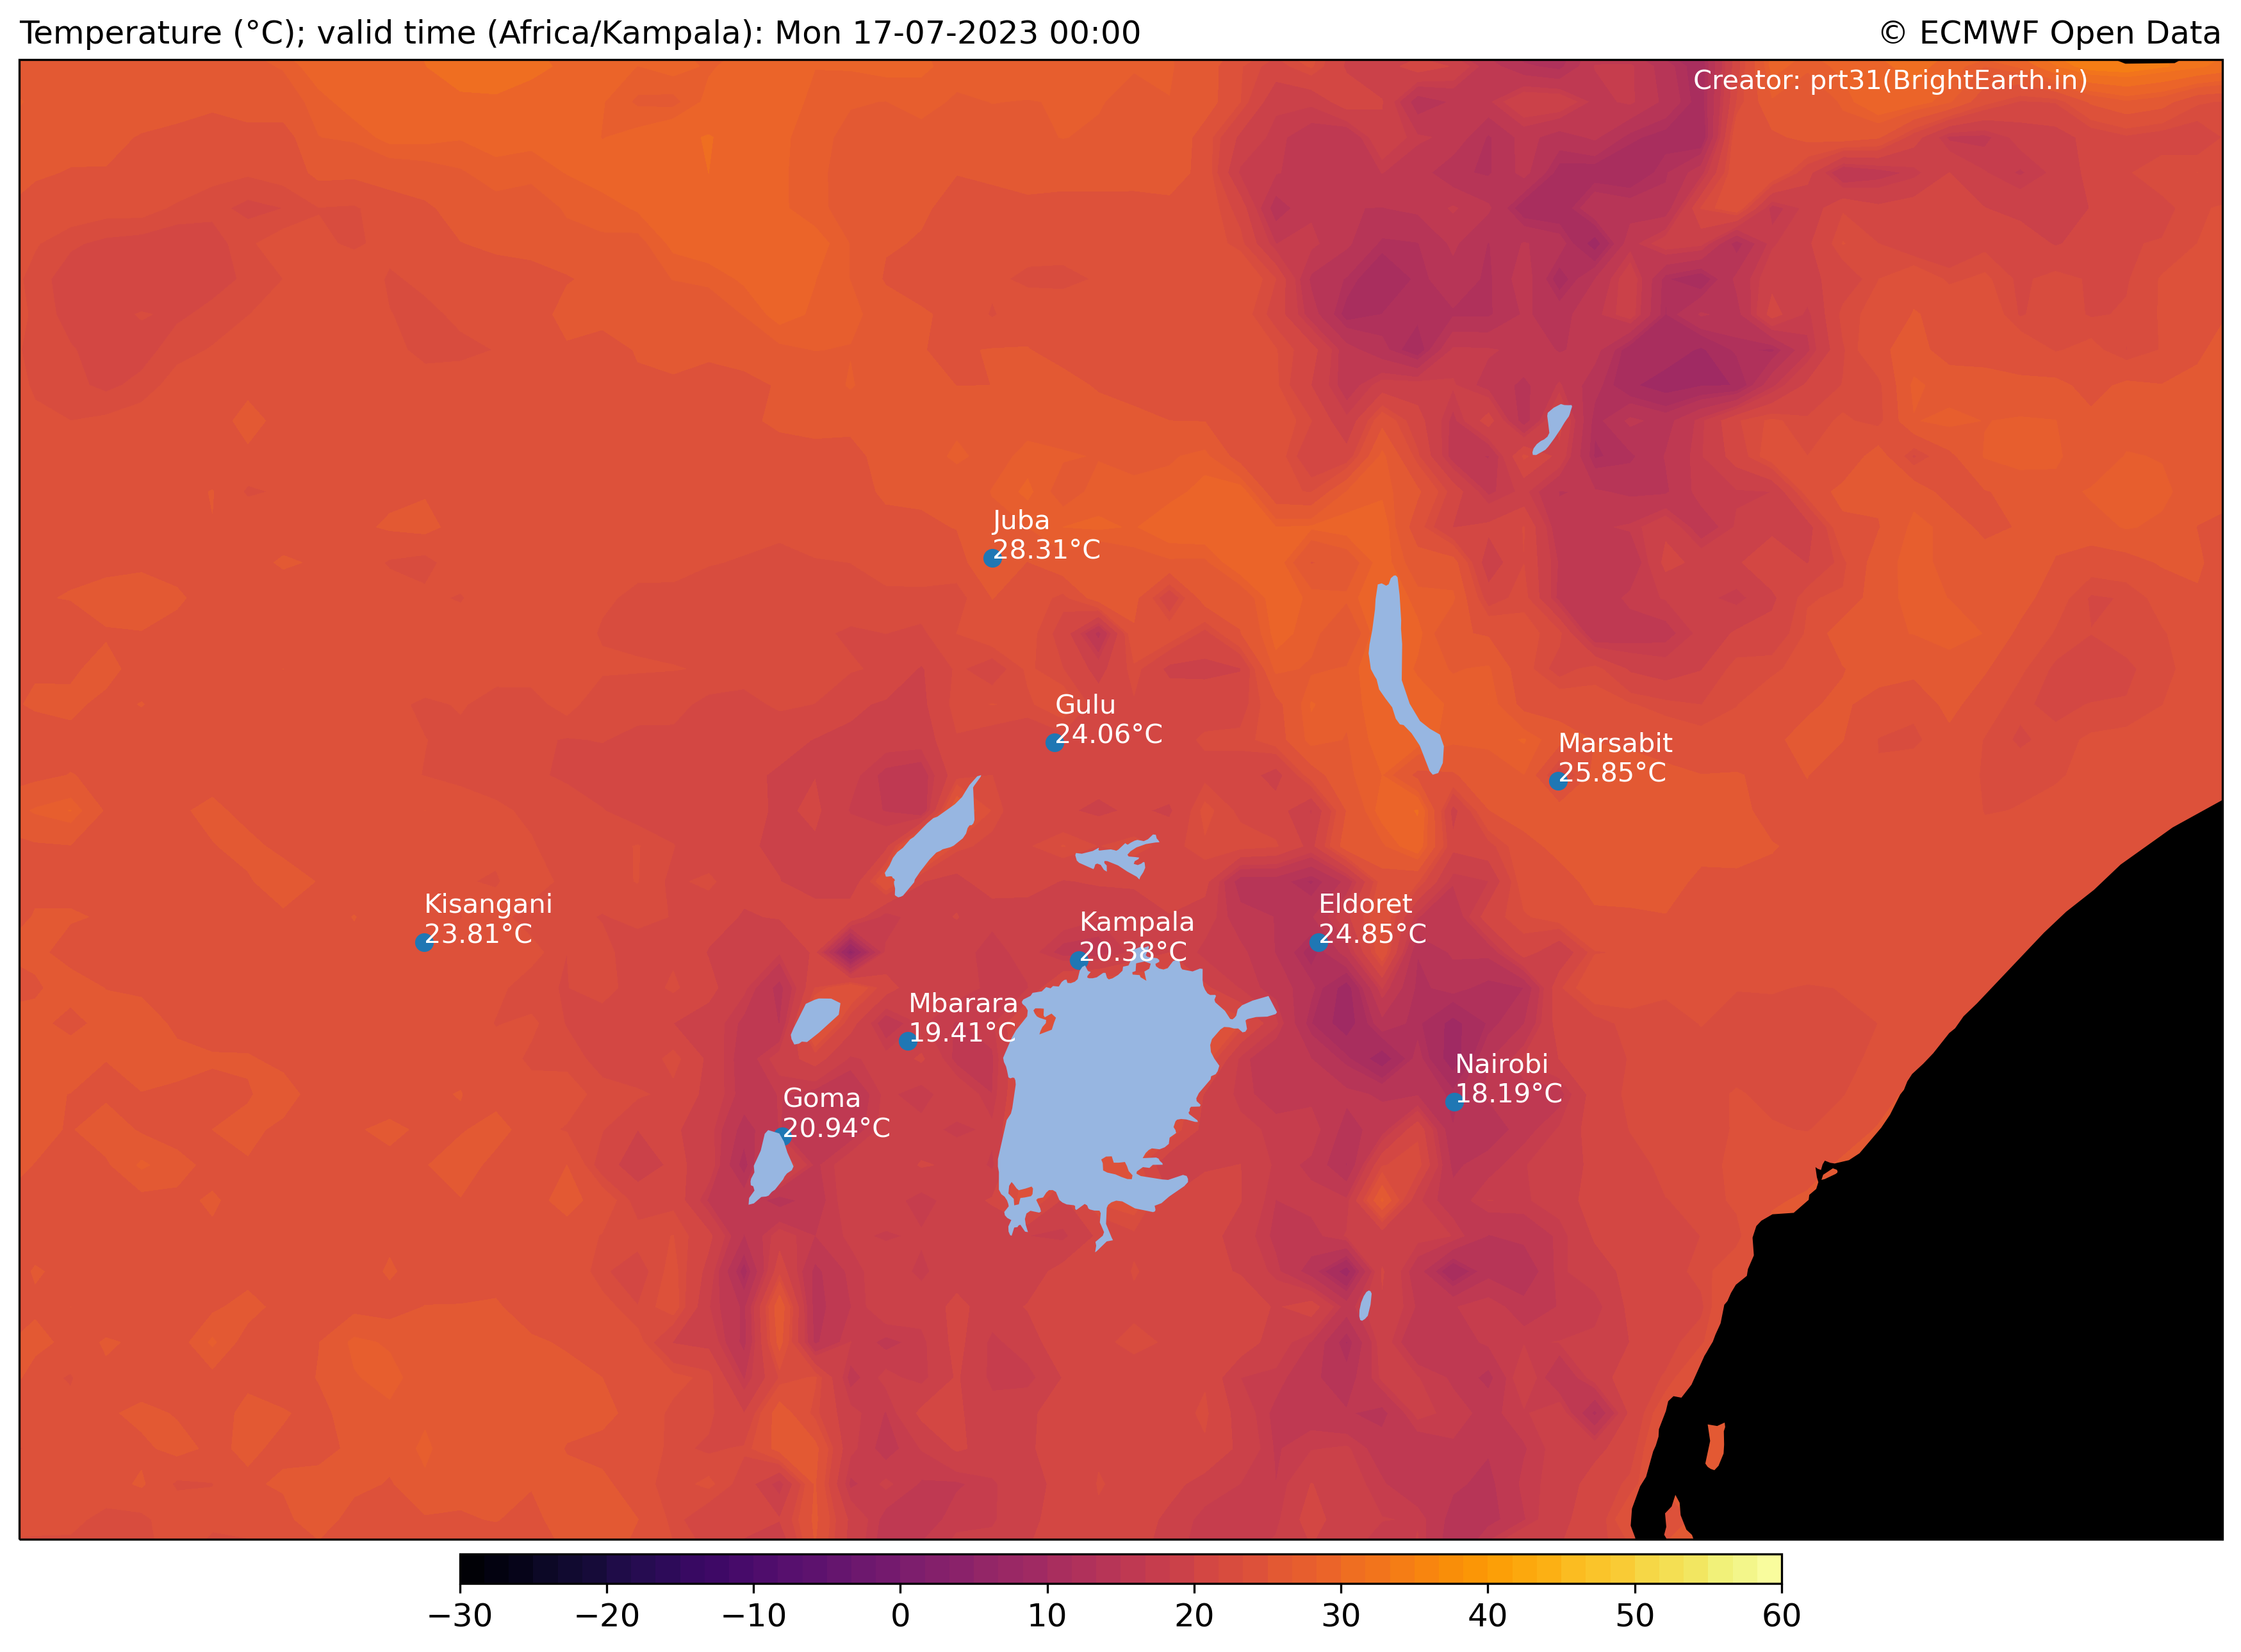 Temperature (°C); valid time (Africa/Kampala): Mon 17-07-2023 00:00
© ECMWF Open Data
Creator: prt31(BrightEarth.in)
Juba
28.31°C
Gulu
24.06°C
Marsabit
25.85°C
Kisangani
23.81°C
Kampala
20.38°C
Eldoret
24.85°C
Mbarara
19.41°C
Nairobi
18.19°C
Goma
20.94°C
−30 −20 −10 0 10 20 30 40 50 60